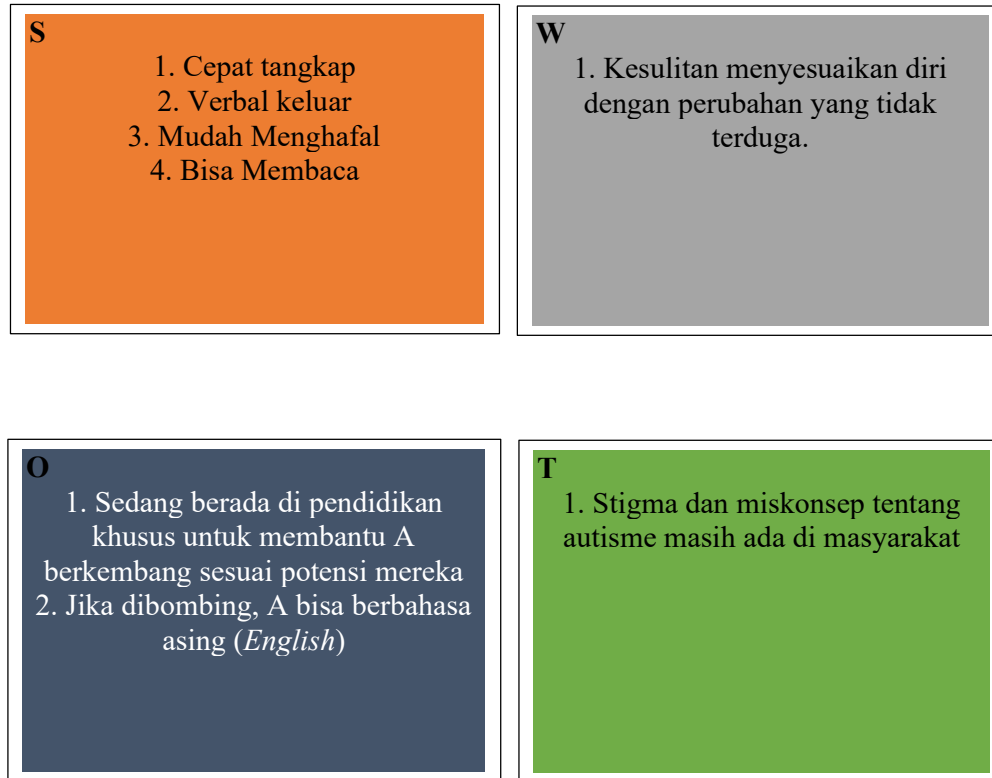 S
1. Cepat tangkap
2. Verbal keluar
3. Mudah Menghafal
4. Bisa Membaca
W
1. Kesulitan menyesuaikan diri
dengan perubahan yang tidak
terduga.
O
1. Sedang berada di pendidikan
khusus untuk membantu A
berkembang sesuai potensi mereka
2. Jika dibombing, A bisa berbahasa
asing (English)
T
1. Stigma dan miskonsep tentang
autisme masih ada di masyarakat